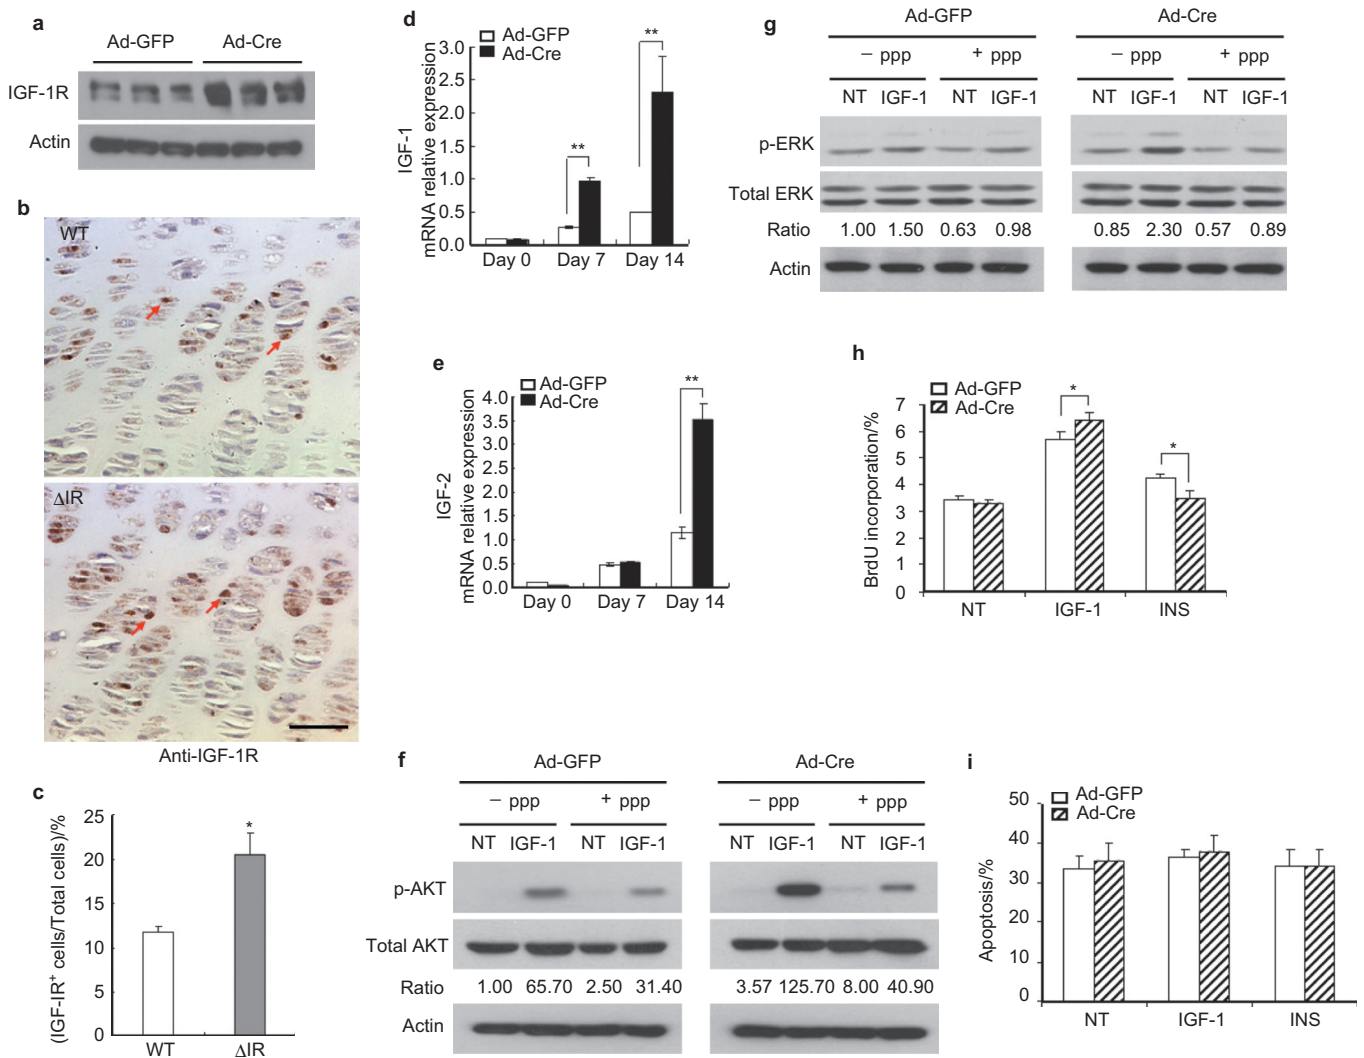 a
Ad-GFP Ad-Cre
IGF-1R
Actin
b
WT
ΔIR
Anti-IGF-1R
c
(IGF-IR⁺ cells/Total cells)/%
25
20
15
10
5
0
WT ΔIR
d
Ad-GFP
Ad-Cre
IGF-1
mRNA relative expression
3.0
2.5
2.0
1.5
1.0
0.5
0.0
**
**
Day 0 Day 7 Day 14
e
Ad-GFP
Ad-Cre
IGF-2
mRNA relative expression
4.0
3.5
3.0
2.5
2.0
1.5
1.0
0.5
0.0
**
Day 0 Day 7 Day 14
f
Ad-GFP Ad-Cre
− ppp + ppp − ppp + ppp
NT IGF-1 NT IGF-1 NT IGF-1 NT IGF-1
p-AKT
Total AKT
Ratio 1.00 65.70 2.50 31.40 3.57 125.70 8.00 40.90
Actin
g
Ad-GFP Ad-Cre
− ppp + ppp − ppp + ppp
NT IGF-1 NT IGF-1 NT IGF-1 NT IGF-1
p-ERK
Total ERK
Ratio 1.00 1.50 0.63 0.98 0.85 2.30 0.57 0.89
Actin
h
Ad-GFP
Ad-Cre
BrdU incorporation/%
7
6
5
4
3
2
1
0
*
*
NT IGF-1 INS
i
Ad-GFP
Ad-Cre
Apoptosis/%
50
40
30
20
10
0
NT IGF-1 INS
*